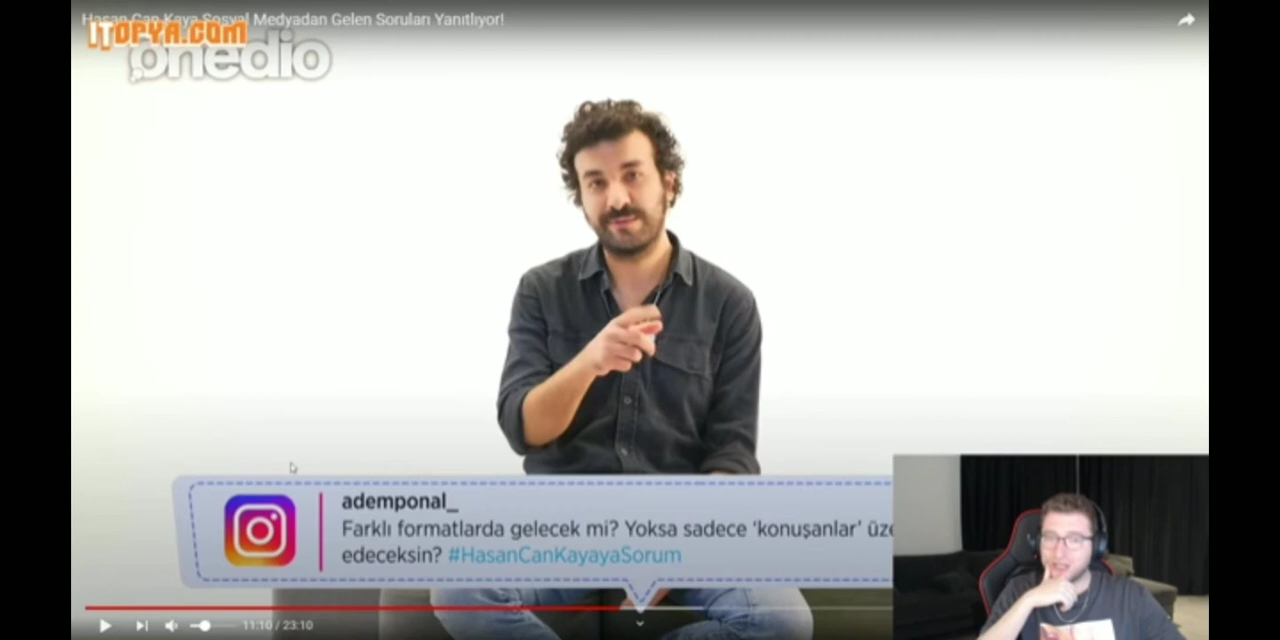 Hasan Can Kaya Sosyal Medyadan Gelen Soruları Yanıtlıyor!
ITOPYA.COM
onedio
ademponal_
Farklı formatlarda gelecek mi? Yoksa sadece 'konuşanlar' üze
edeceksin? #HasanCanKayayaSorum
11:10 / 23:10